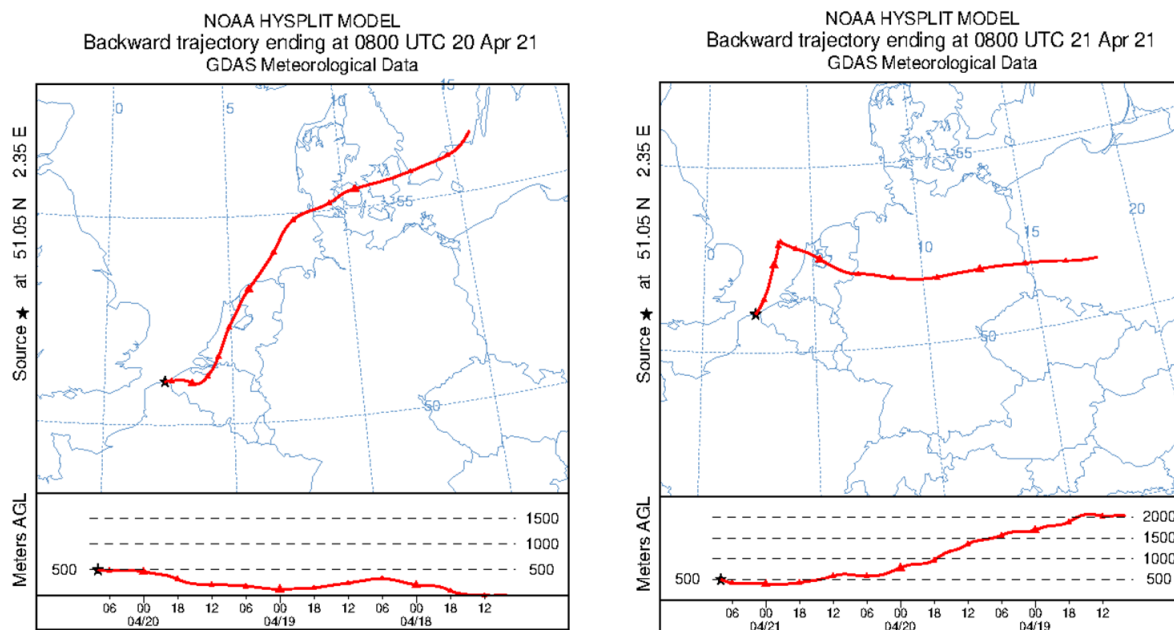 NOAA HYSPLIT MODEL
Backward trajectory ending at 0800 UTC 20 Apr 21
GDAS Meteorological Data
Source ★ at 51.05 N 2.35 E
0
5
10
15
55
50
Meters AGL
1500
1000
500
500
06 00 18 12 06 00 18 12 06 00 18 12
04/20 04/19 04/18
NOAA HYSPLIT MODEL
Backward trajectory ending at 0800 UTC 21 Apr 21
GDAS Meteorological Data
Source ★ at 51.05 N 2.35 E
55
20
0
5
10
15
50
Meters AGL
2000
1500
1000
500
500
06 00 18 12 06 00 18 12 06 00 18 12
04/21 04/20 04/19